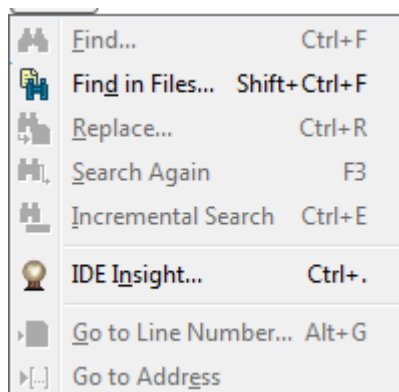 Find... Ctrl+F
Find in Files... Shift+Ctrl+F
Replace... Ctrl+R
Search Again F3
Incremental Search Ctrl+E
IDE Insight... Ctrl+.
Go to Line Number... Alt+G
Go to Address